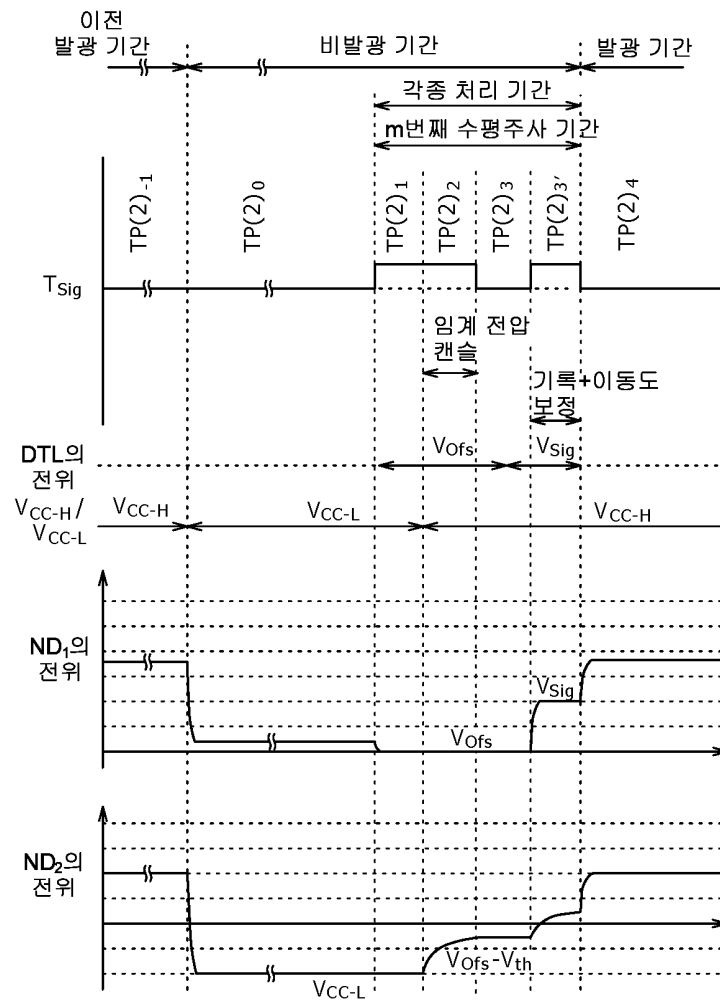 이전
발광 기간
비발광 기간
발광 기간
각종 처리 기간
m번째 수평주사 기간
TP(2)-1
TP(2)0
TP(2)1
TP(2)2
TP(2)3
TP(2)3′
TP(2)4
TSig
임계 전압
캔슬
기록+이동도
보정
DTL의
전위
VOfs
VSig
VCC-H /
VCC-L
VCC-H
VCC-L
VCC-H
ND1의
전위
VSig
VOfs
ND2의
전위
VOfs-Vth
VCC-L